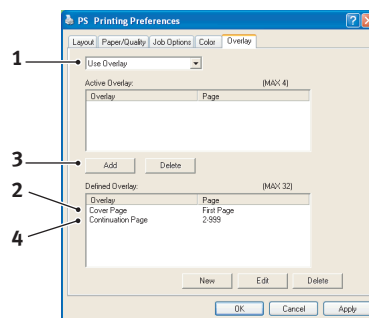 PS Printing Preferences
Layout Paper/Quality Job Options Color Overlay
1
Use Overlay
Active Overlay: (MAX 4)
Overlay Page
3
Add Delete
Defined Overlay: (MAX 32)
2
Overlay Page
Cover Page First Page
4
Continuation Page 2-999
New Edit Delete
OK Cancel Apply